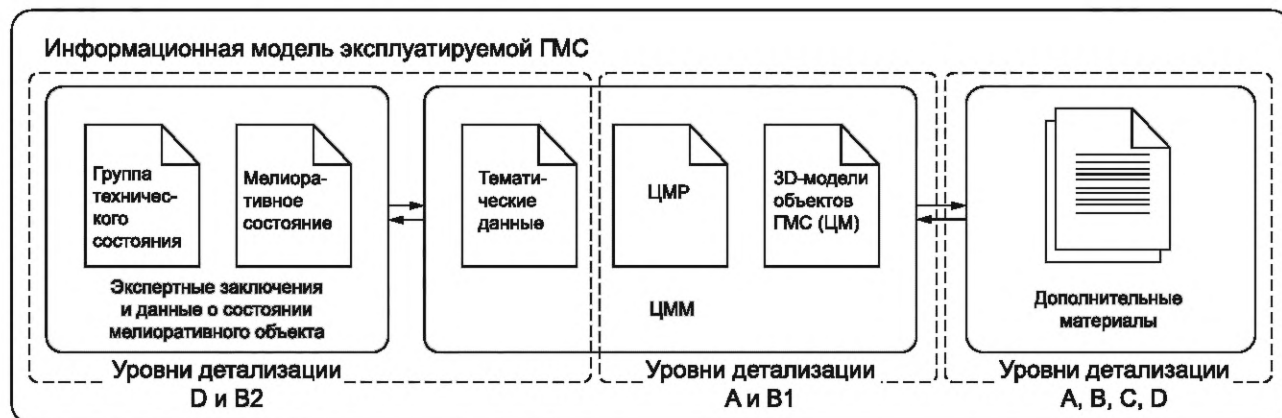 Информационная модель эксплуатируемой ГМС
Группа
техничес-
кого
состояния
Мелиора-
тивное
состояние
Экспертные заключения
и данные о состоянии
мелиоративного объекта
Темати-
ческие
данные
ЦМР
3D-модели
объектов
ГМС (ЦМ)
ЦММ
Дополнительные
материалы
Уровни детализации
D и B2
Уровни детализации
A и B1
Уровни детализации
A, B, C, D